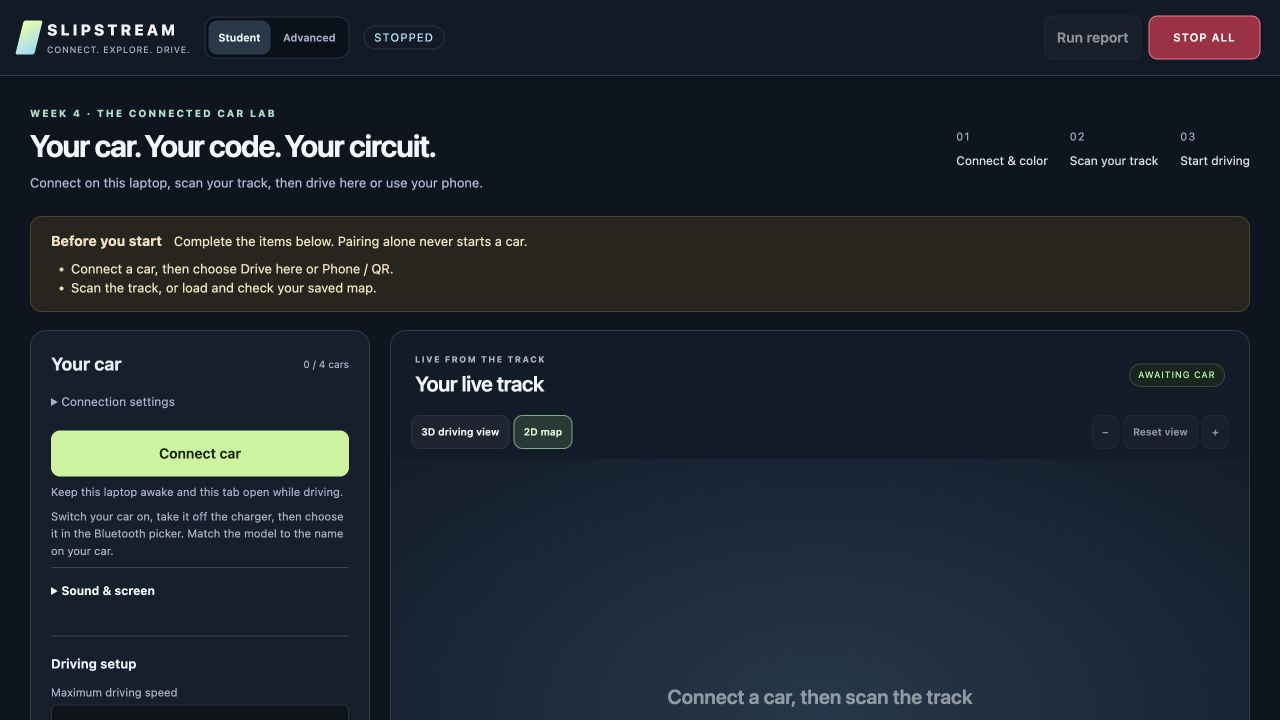 SLIPSTREAM
CONNECT. EXPLORE. DRIVE.
Student
Advanced
STOPPED
Run report
STOP ALL
WEEK 4 · THE CONNECTED CAR LAB
Your car. Your code. Your circuit.
Connect on this laptop, scan your track, then drive here or use your phone.
01
Connect & color
02
Scan your track
03
Start driving
Before you start Complete the items below. Pairing alone never starts a car.
• Connect a car, then choose Drive here or Phone / QR.
• Scan the track, or load and check your saved map.
Your car
0 / 4 cars
Connection settings
Connect car
Keep this laptop awake and this tab open while driving.
Switch your car on, take it off the charger, then choose
it in the Bluetooth picker. Match the model to the name
on your car.
Sound & screen
Driving setup
Maximum driving speed
LIVE FROM THE TRACK
Your live track
AWAITING CAR
3D driving view
2D map
−
Reset view
+
Connect a car, then scan the track